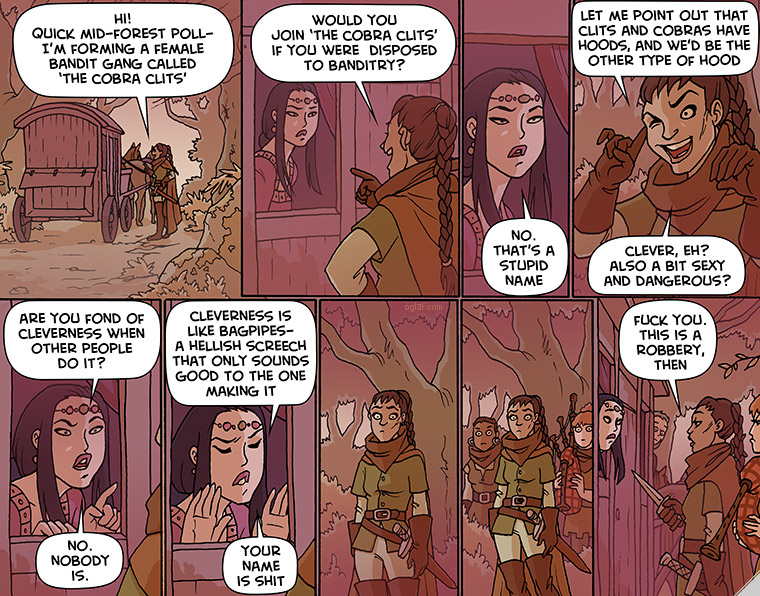 HI!
QUICK MID-FOREST POLL-
I'M FORMING A FEMALE
BANDIT GANG CALLED
'THE COBRA CLITS'
WOULD YOU
JOIN 'THE COBRA CLITS'
IF YOU WERE DISPOSED
TO BANDITRY?
NO.
THAT'S A
STUPID
NAME
LET ME POINT OUT THAT
CLITS AND COBRAS HAVE
HOODS, AND WE'D BE THE
OTHER TYPE OF HOOD
CLEVER, EH?
ALSO A BIT SEXY
AND DANGEROUS?
ARE YOU FOND OF
CLEVERNESS WHEN
OTHER PEOPLE
DO IT?
NO.
NOBODY
IS.
CLEVERNESS IS
LIKE BAGPIPES-
A HELLISH SCREECH
THAT ONLY SOUNDS
GOOD TO THE ONE
MAKING IT
YOUR
NAME
IS SHIT
oglaf.com
FUCK YOU.
THIS IS A
ROBBERY,
THEN